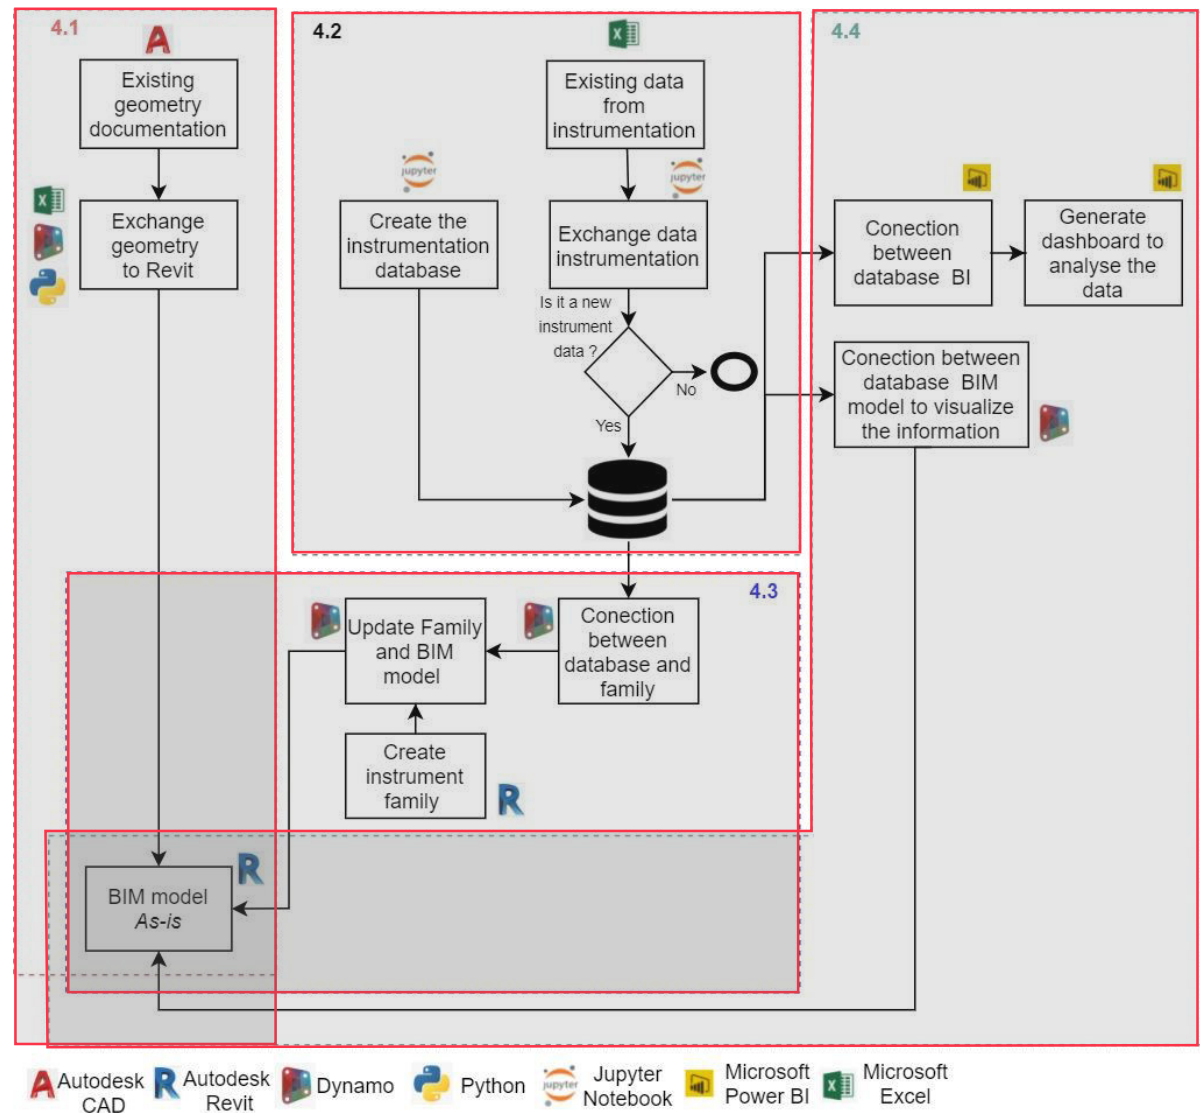 4.1
Existing
geometry
documentation
Exchange
geometry
to Revit
4.2
Existing data
from
instrumentation
jupyter
jupyter
Create the
instrumentation
database
Exchange data
instrumentation
Is it a new
instrument
data ?
No
Yes
4.4
Conection
between
database BI
Generate
dashboard to
analyse the
data
Conection between
database BIM
model to visualize
the information
4.3
Update Family
and BIM
model
Conection
between
database and
family
Create
instrument
family
BIM model
As-is
Autodesk
CAD
Autodesk
Revit
Dynamo
Python
jupyter
Jupyter
Notebook
Microsoft
Power BI
Microsoft
Excel